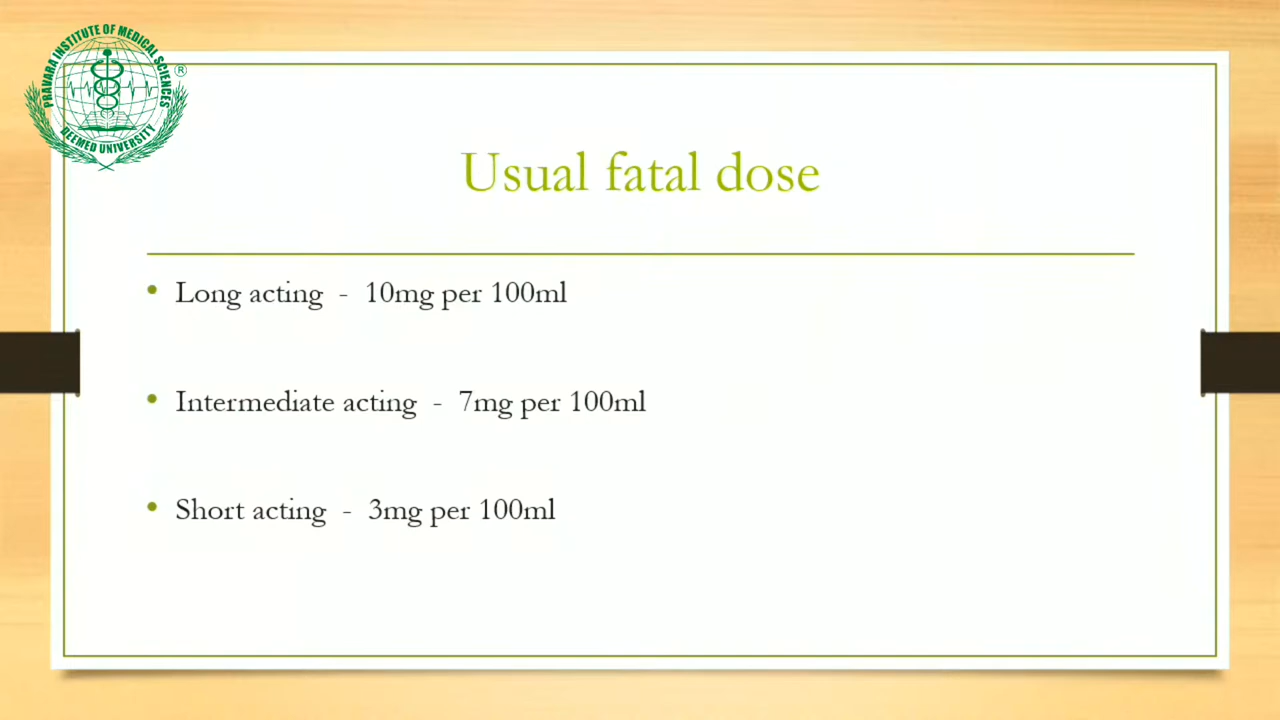 PRAVARA INSTITUTE OF MEDICAL SCIENCES
DEEMED UNIVERSITY
®
Usual fatal dose
• Long acting - 10mg per 100ml
• Intermediate acting - 7mg per 100ml
• Short acting - 3mg per 100ml